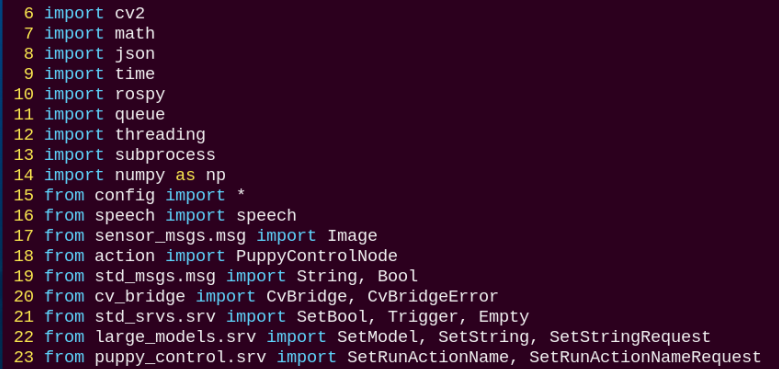 6 import cv2
7 import math
8 import json
9 import time
10 import rospy
11 import queue
12 import threading
13 import subprocess
14 import numpy as np
15 from config import *
16 from speech import speech
17 from sensor_msgs.msg import Image
18 from action import PuppyControlNode
19 from std_msgs.msg import String, Bool
20 from cv_bridge import CvBridge, CvBridgeError
21 from std_srvs.srv import SetBool, Trigger, Empty
22 from large_models.srv import SetModel, SetString, SetStringRequest
23 from puppy_control.srv import SetRunActionName, SetRunActionNameRequest